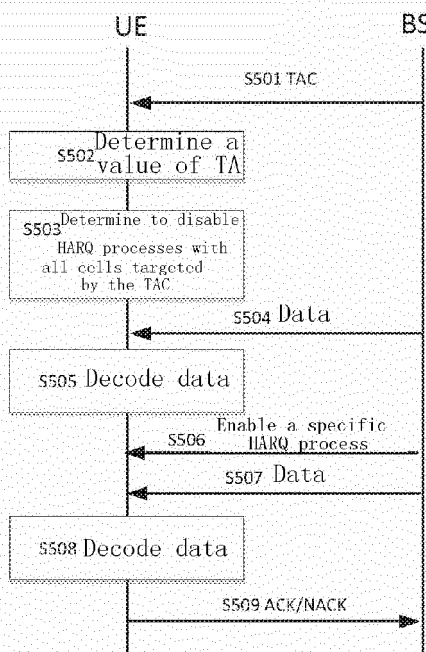 UE
BS
S501 TAC
S502 Determine a
value of TA
S503 Determine to disable
HARQ processes with
all cells targeted
by the TAC
S504 Data
S505 Decode data
Enable a specific
S506 HARQ process
S507 Data
S508 Decode data
S509 ACK/NACK